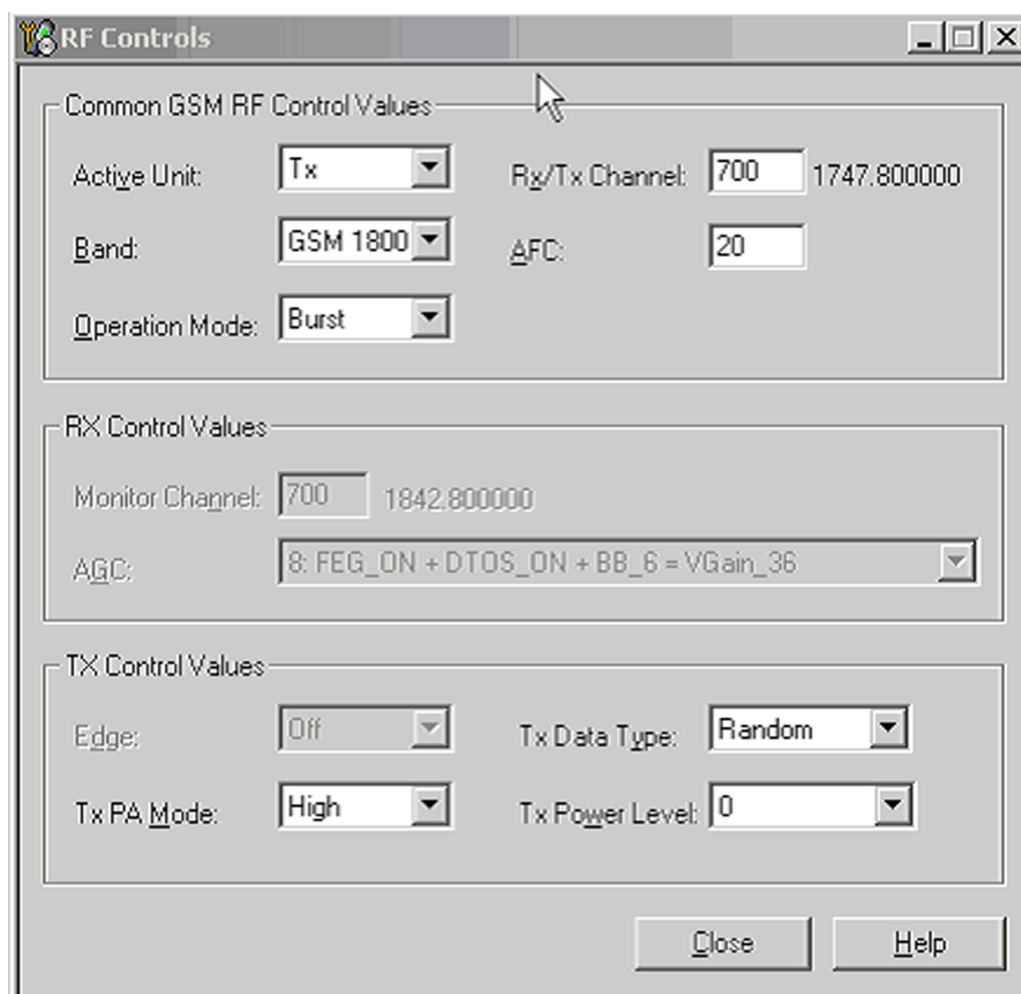 RF Controls
Common GSM RF Control Values
Active Unit: Tx Rx/Tx Channel: 700 1747.800000
Band: GSM 1800 AFC: 20
Operation Mode: Burst
RX Control Values
Monitor Channel: 700 1842.800000
AGC: 8: FEG_ON + DTOS_ON + BB_6 = VGain_36
TX Control Values
Edge: Off Tx Data Type: Random
Tx PA Mode: High Tx Power Level: 0
Close Help